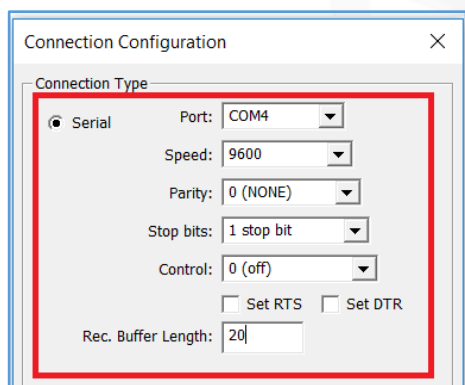 Connection Configuration
Connection Type
Serial Port: COM4
Speed: 9600
Parity: 0 (NONE)
Stop bits: 1 stop bit
Control: 0 (off)
Set RTS Set DTR
Rec. Buffer Length: 20